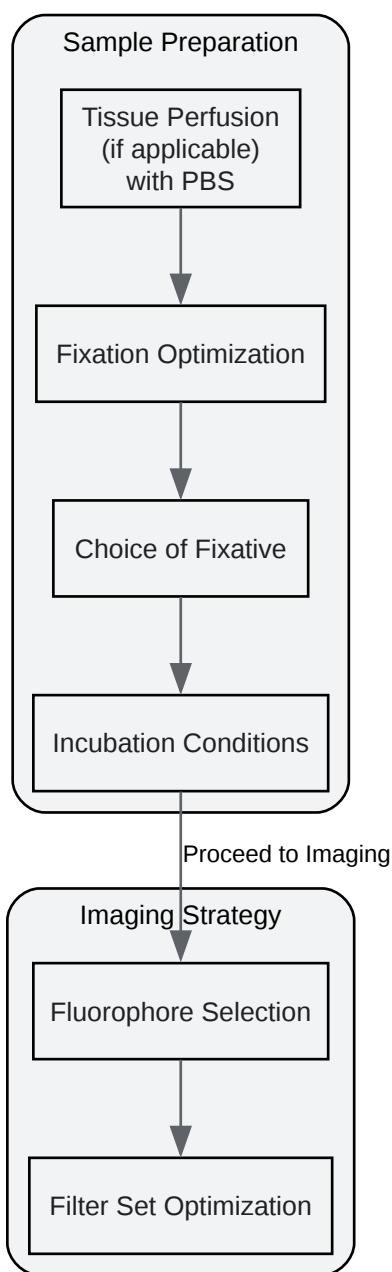 Sample Preparation
Tissue Perfusion
(if applicable)
with PBS
Fixation Optimization
Choice of Fixative
Incubation Conditions
Proceed to Imaging
Imaging Strategy
Fluorophore Selection
Filter Set Optimization